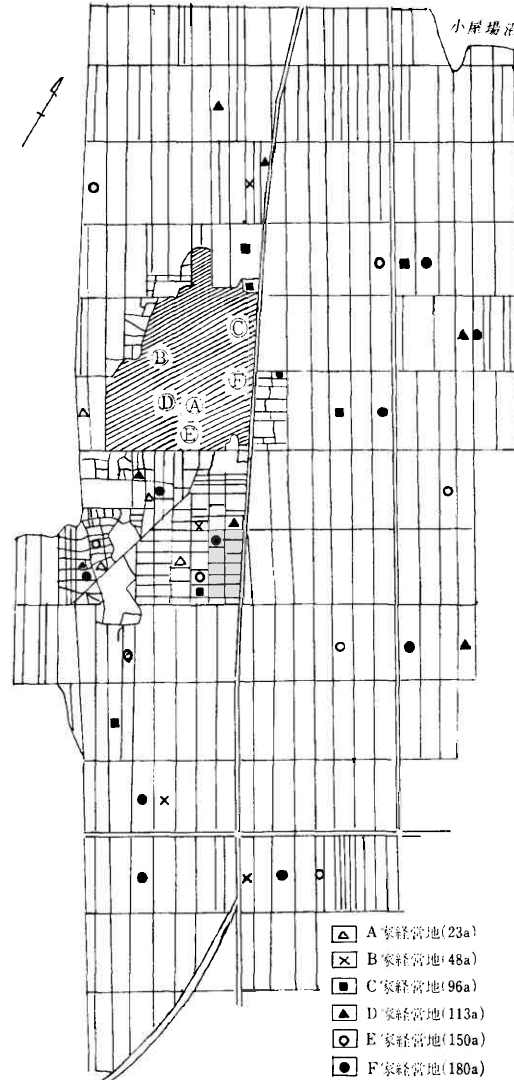 小屋場沼
Ⓒ
Ⓑ
Ⓕ
Ⓓ Ⓐ
Ⓔ
△ A家経営地(23a)
× B家経営地(48a)
■ C家経営地(96a)
▲ D家経営地(113a)
○ E家経営地(150a)
● F家経営地(180a)